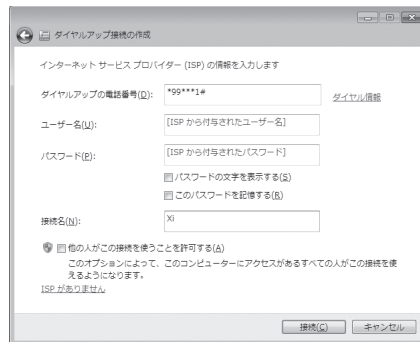 ダイヤルアップ接続の作成
インターネット サービス プロバイダー (ISP) の情報を入力します
ダイヤルアップの電話番号(D): *99***1# ダイヤル情報
ユーザー名(U): [ISP から付与されたユーザー名]
パスワード(P): [ISP から付与されたパスワード]
パスワードの文字を表示する(S)
このパスワードを記憶する(R)
接続名(N): Xi
他の人がこの接続を使うことを許可する(A)
このオプションによって、このコンピューターにアクセスがあるすべての人がこの接続を使
えるようになります。
ISP がありません
接続(C) キャンセル